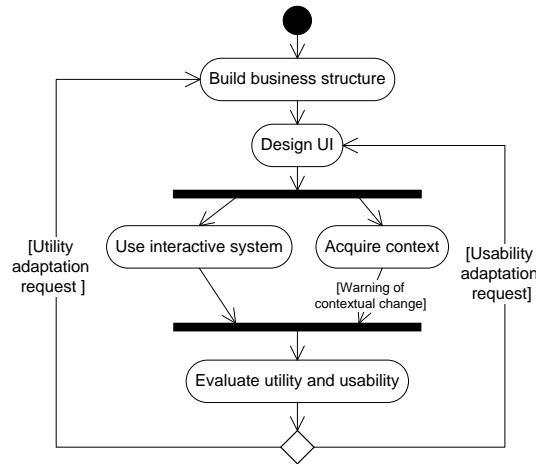 Build business structure
Design UI
Use interactive system
Acquire context
[Utility
adaptation
request ]
[Usability
adaptation
request]
[Warning of
contextual change]
Evaluate utility and usability